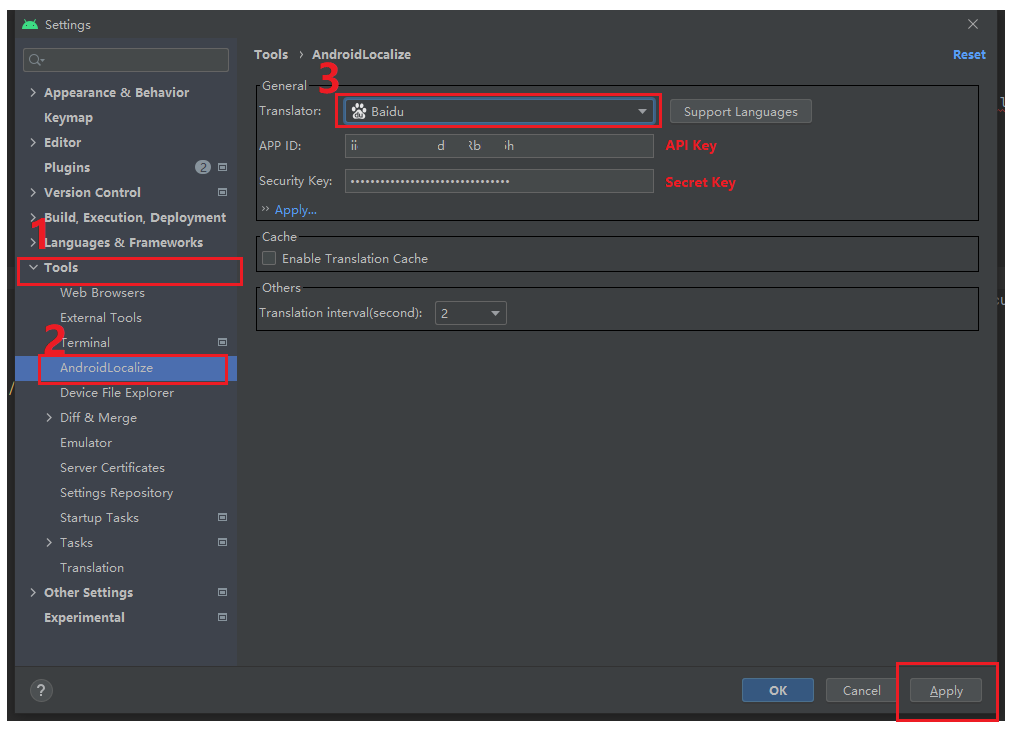 Settings
Tools › AndroidLocalize
Reset
Appearance & Behavior
Keymap
Editor
Plugins 2
Version Control
Build, Execution, Deployment
1
Languages & Frameworks
Tools
Web Browsers
External Tools
2
Terminal
AndroidLocalize
Device File Explorer
Diff & Merge
Emulator
Server Certificates
Settings Repository
Startup Tasks
Tasks
Translation
Other Settings
Experimental
3
General
Translator: Baidu Support Languages
APP ID: ii d Rb h API Key
Security Key: •••••••••••••••••••••••••••••••• Secret Key
Apply...
Cache
Enable Translation Cache
Others
Translation interval(second): 2
?
OK Cancel Apply